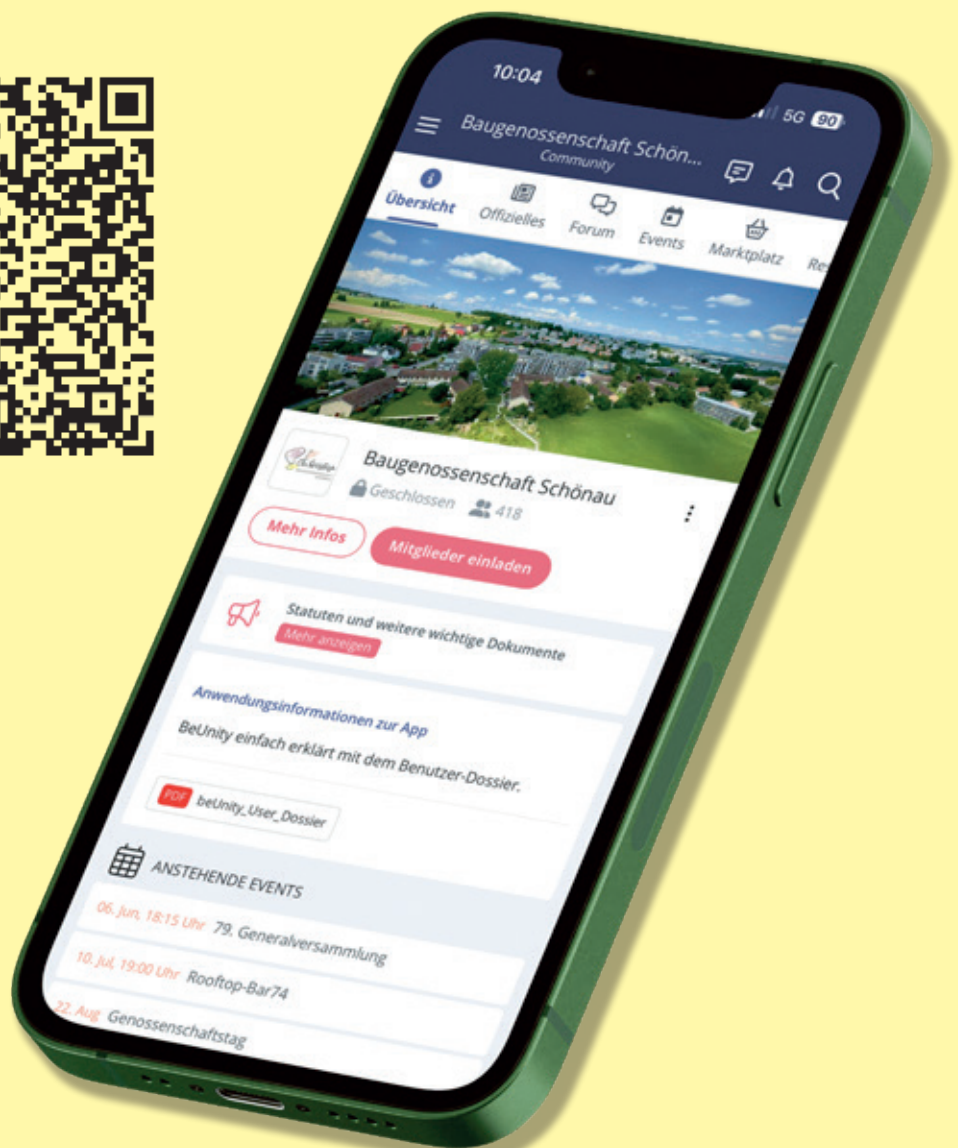 10:04
5G 90
Baugenossenschaft Schön...
Community
Übersicht
Offizielles
Forum
Events
Marktplatz
Res
Baugenossenschaft Schönau
Geschlossen 418
Mehr Infos
Mitglieder einladen
Statuten und weitere wichtige Dokumente
Mehr anzeigen
Anwendungsinformationen zur App
BeUnity einfach erklärt mit dem Benutzer-Dossier.
PDF beUnity_User_Dossier
ANSTEHENDE EVENTS
06. Jun, 18:15 Uhr 79. Generalversammlung
10. Jul, 19:00 Uhr Rooftop-Bar74
22. Aug Genossenschaftstag